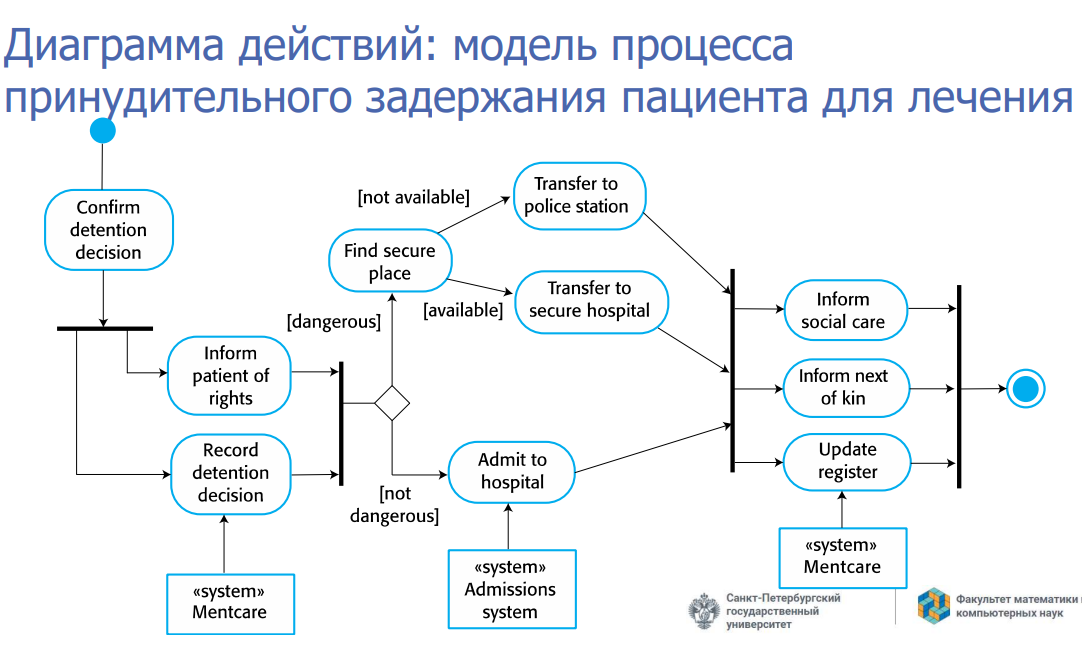 Диаграмма действий: модель процесса
принудительного задержания пациента для лечения
Confirm
detention
decision
Inform
patient of
rights
Record
detention
decision
«system»
Mentcare
[dangerous]
[not
dangerous]
Find secure
place
[not available]
[available]
Transfer to
police station
Transfer to
secure hospital
Admit to
hospital
«system»
Admissions
system
Inform
social care
Inform next
of kin
Update
register
«system»
Mentcare
Санкт-Петербургский
государственный
университет
Факультет математики и
компьютерных наук